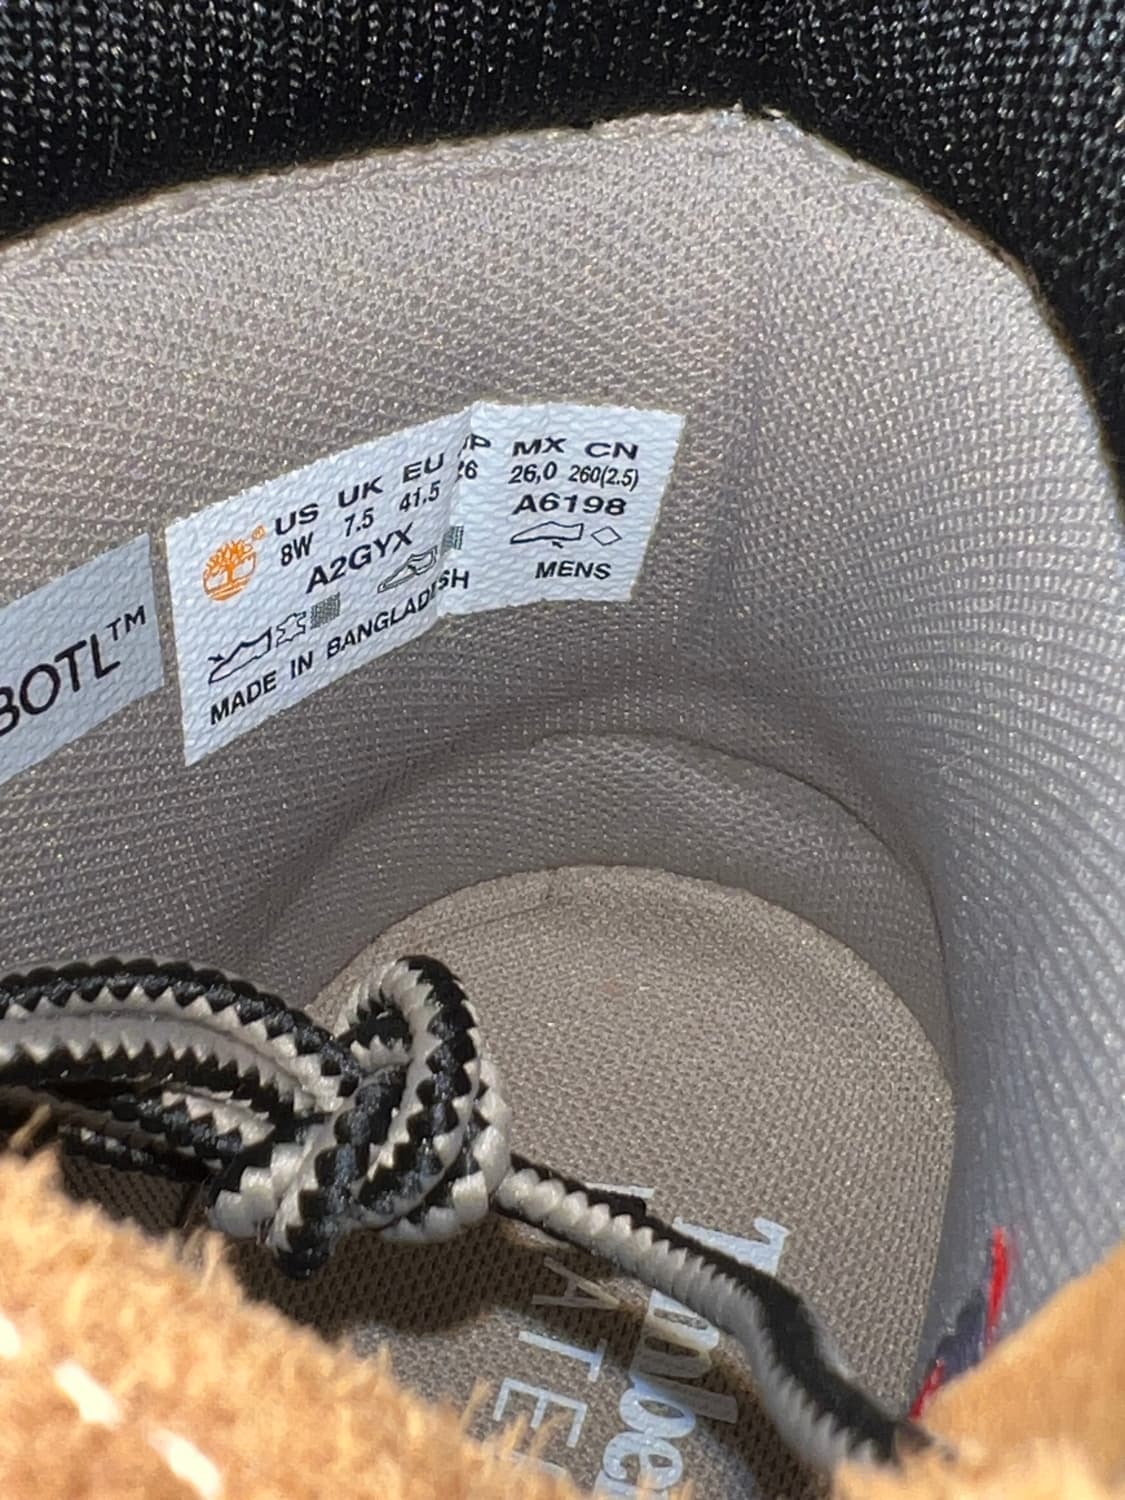 BOTL™
®
US UK EU JP MX CN
8W 7.5 41.5 26 26,0 260(2.5)
A2GYX A6198
MENS
MADE IN BANGLADESH